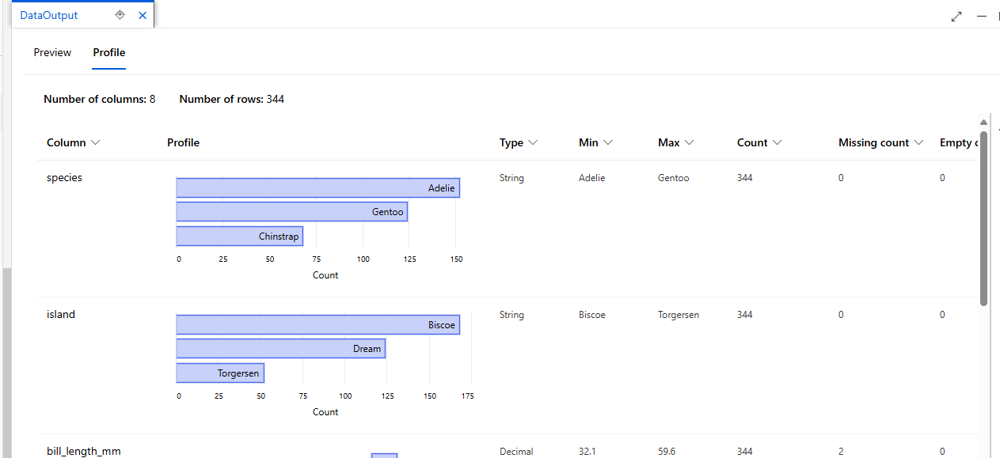 DataOutput
Preview Profile
Number of columns: 8 Number of rows: 344
Column Profile Type Min Max Count Missing count Empty c
species Adelie String Adelie Gentoo 344 0 0
Gentoo
Chinstrap
0 25 50 75 100 125 150
Count
island Biscoe String Biscoe Torgersen 344 0 0
Dream
Torgersen
0 25 50 75 100 125 150 175
Count
bill_length_mm Decimal 32.1 59.6 344 2 0